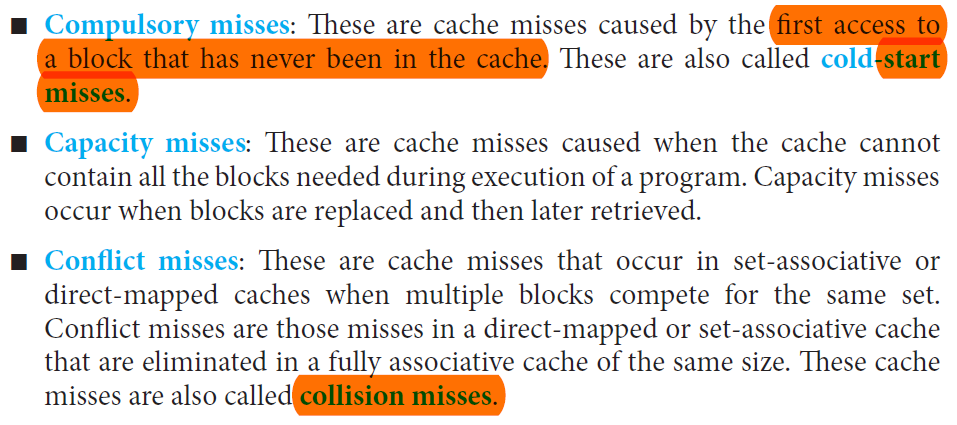 ■ Compulsory misses: These are cache misses caused by the first access to
a block that has never been in the cache. These are also called cold-start
misses.
■ Capacity misses: These are cache misses caused when the cache cannot
contain all the blocks needed during execution of a program. Capacity misses
occur when blocks are replaced and then later retrieved.
■ Conflict misses: These are cache misses that occur in set-associative or
direct-mapped caches when multiple blocks compete for the same set.
Conflict misses are those misses in a direct-mapped or set-associative cache
that are eliminated in a fully associative cache of the same size. These cache
misses are also called collision misses.